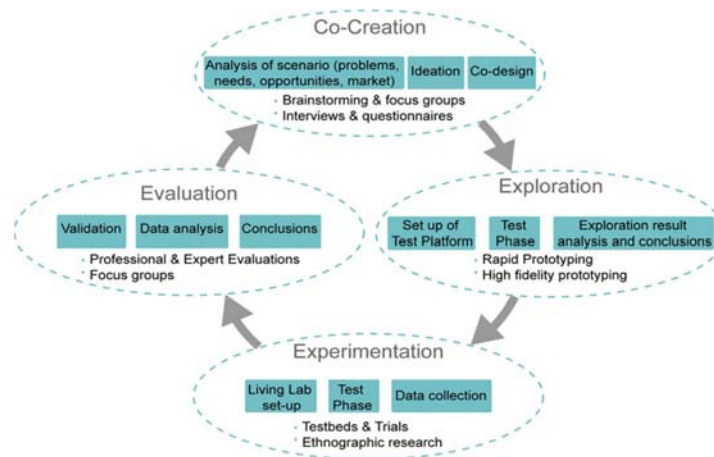 Co-Creation
Analysis of scenario (problems,
needs, opportunities, market)
Ideation
Co-design
Brainstorming & focus groups
Interviews & questionnaires
Evaluation
Validation
Data analysis
Conclusions
Professional & Expert Evaluations
Focus groups
Exploration
Set up of
Test Platform
Test
Phase
Exploration result
analysis and conclusions
Rapid Prototyping
High fidelity prototyping
Experimentation
Living Lab
set-up
Test
Phase
Data collection
Testbeds & Trials
Ethnographic research